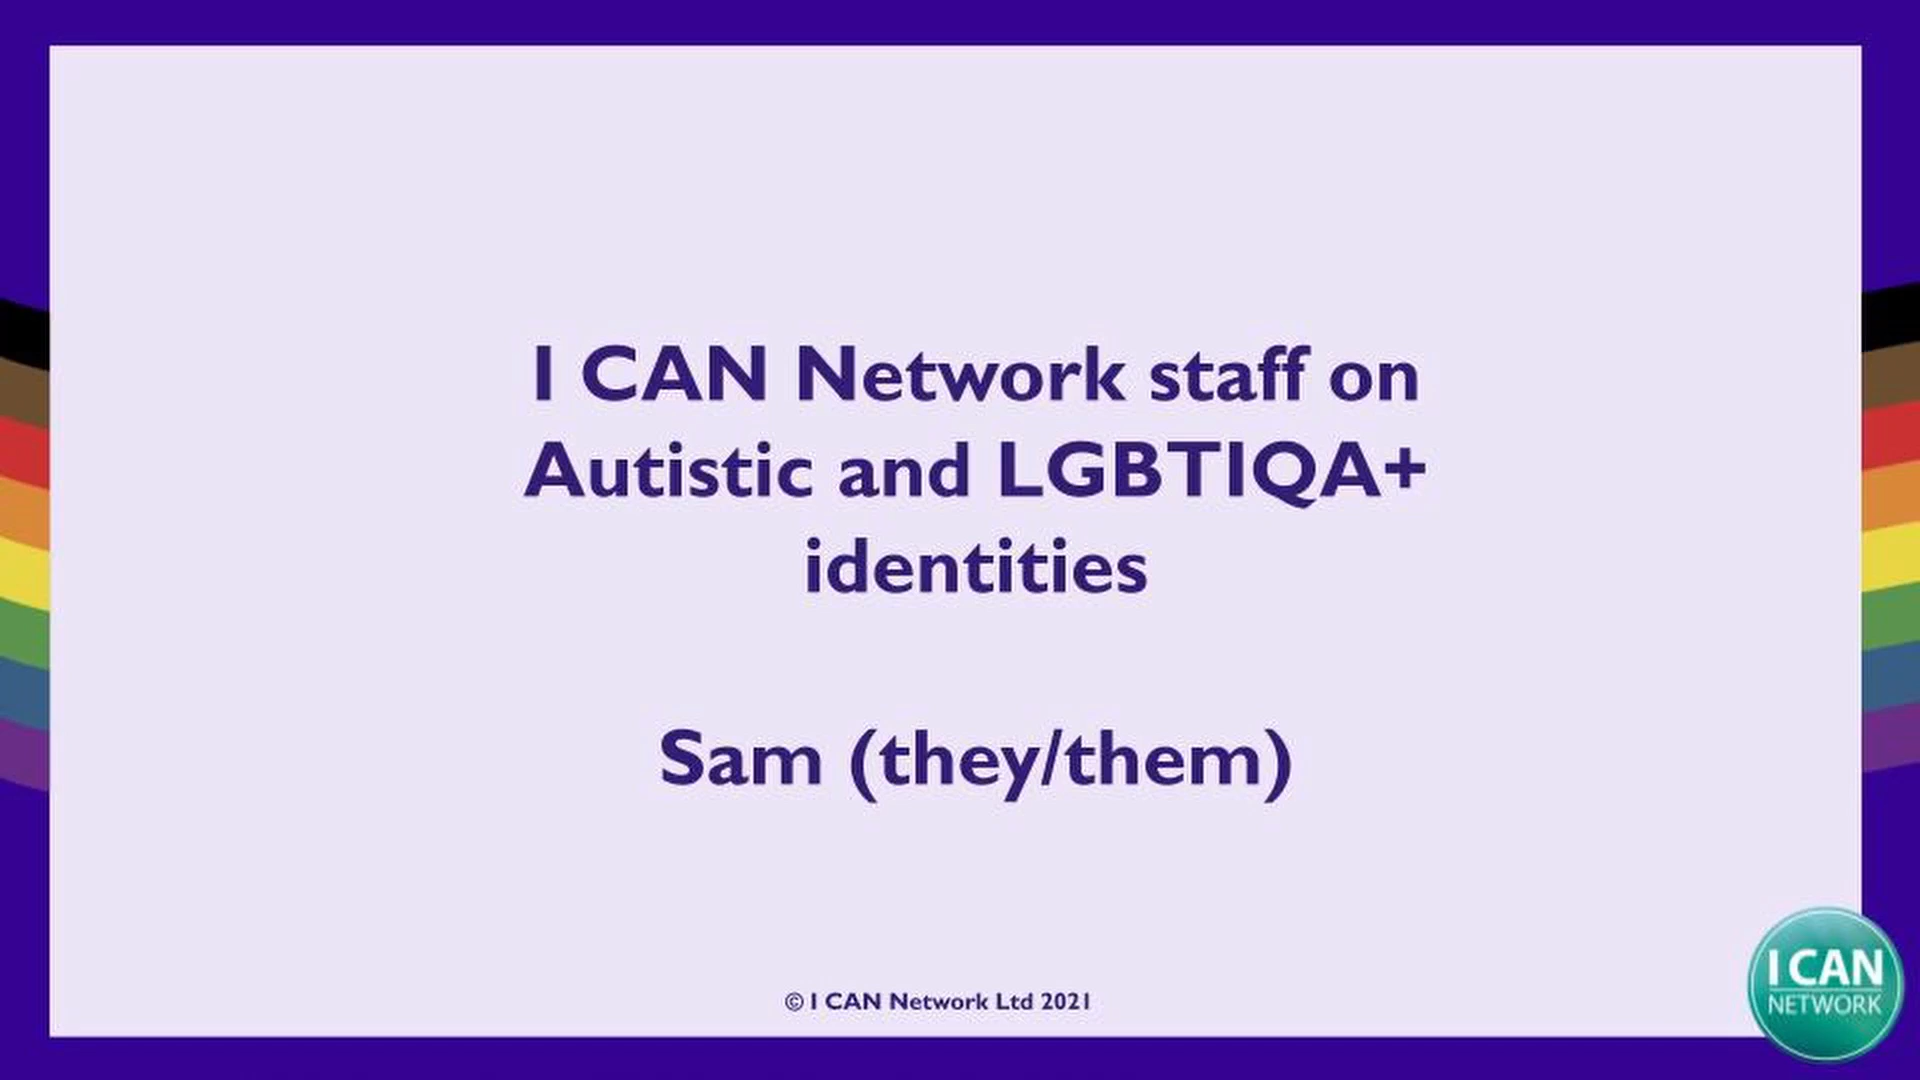 I CAN Network staff on
Autistic and LGBTIQA+
identities
Sam (they/them)
© I CAN Network Ltd 2021
I CAN
NETWORK